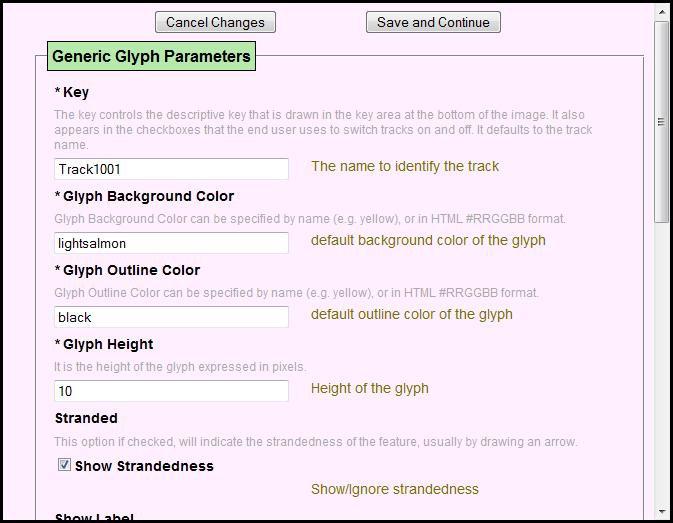 Cancel Changes Save and Continue
Generic Glyph Parameters
* Key
The key controls the descriptive key that is drawn in the key area at the bottom of the image. It also
appears in the checkboxes that the end user uses to switch tracks on and off. It defaults to the track
name.
Track1001 The name to identify the track
* Glyph Background Color
Glyph Background Color can be specified by name (e.g. yellow), or in HTML #RRGGBB format.
lightsalmon default background color of the glyph
* Glyph Outline Color
Glyph Outline Color can be specified by name (e.g. yellow), or in HTML #RRGGBB format.
black default outline color of the glyph
* Glyph Height
It is the height of the glyph expressed in pixels.
10 Height of the glyph
Stranded
This option if checked, will indicate the strandedness of the feature, usually by drawing an arrow.
Show Strandedness
Show/Ignore strandedness
Show Label